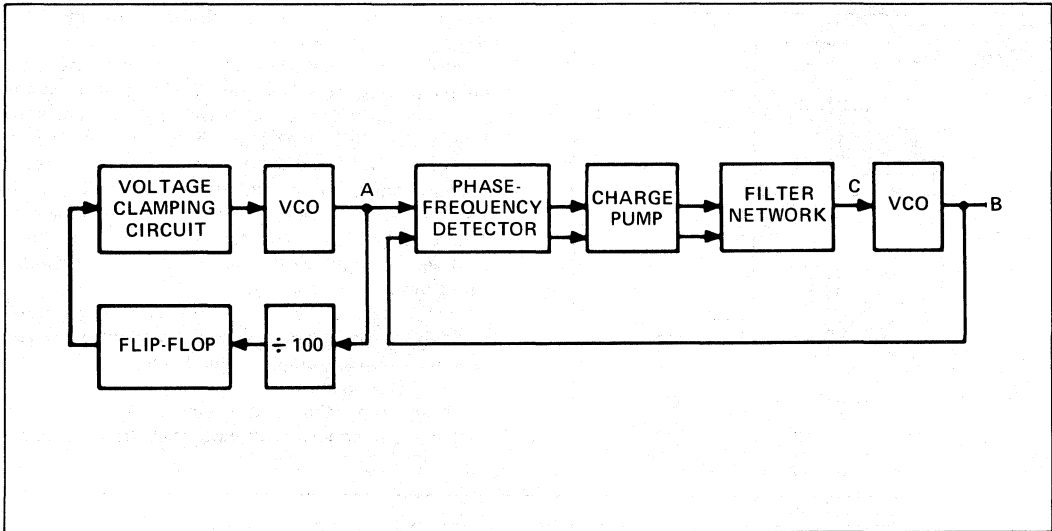 VOLTAGE
CLAMPING
CIRCUIT
VCO
A
PHASE-
FREQUENCY
DETECTOR
CHARGE
PUMP
FILTER
NETWORK
C
VCO
B
FLIP-FLOP
÷ 100